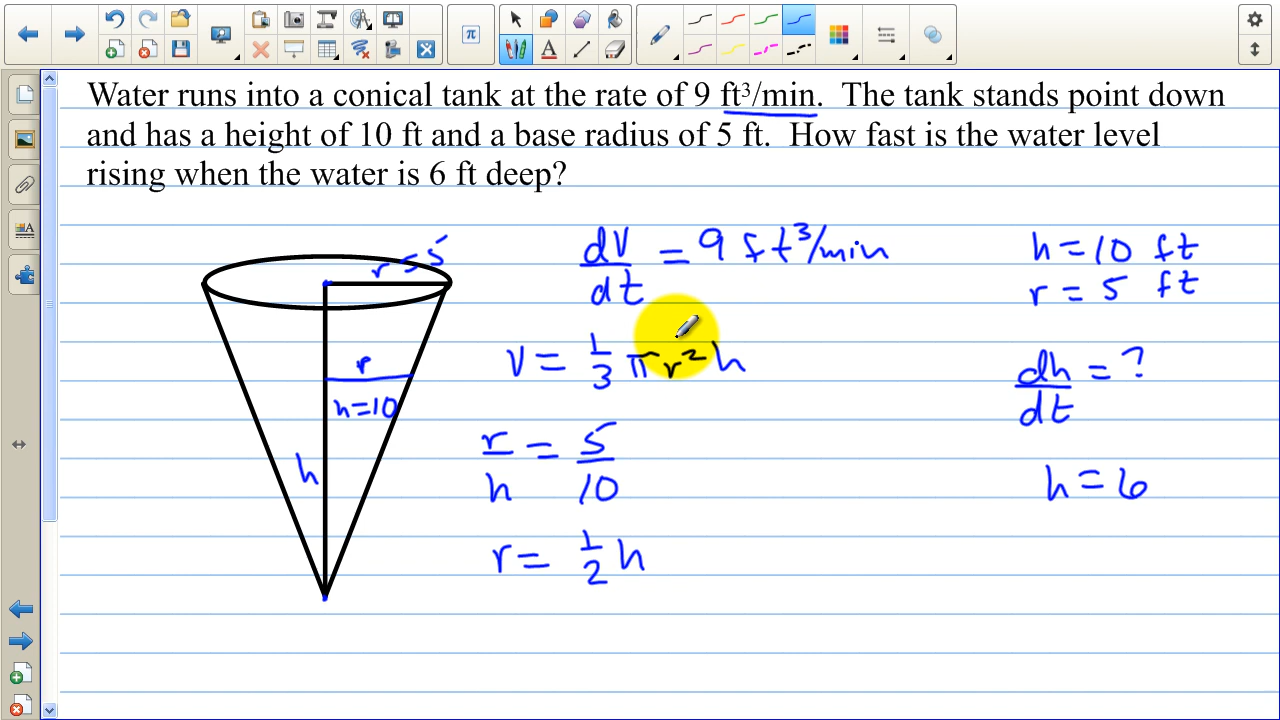 Water runs into a conical tank at the rate of 9 ft³/min. The tank stands point down
and has a height of 10 ft and a base radius of 5 ft. How fast is the water level
rising when the water is 6 ft deep?
r = 5
dV/dt = 9 ft³/min
h = 10 ft
r = 5 ft
V = 1/3 πr²h
dh/dt = ?
r
h=10
h
r/h = 5/10
h = 6
r = 1/2 h
π
A
AA